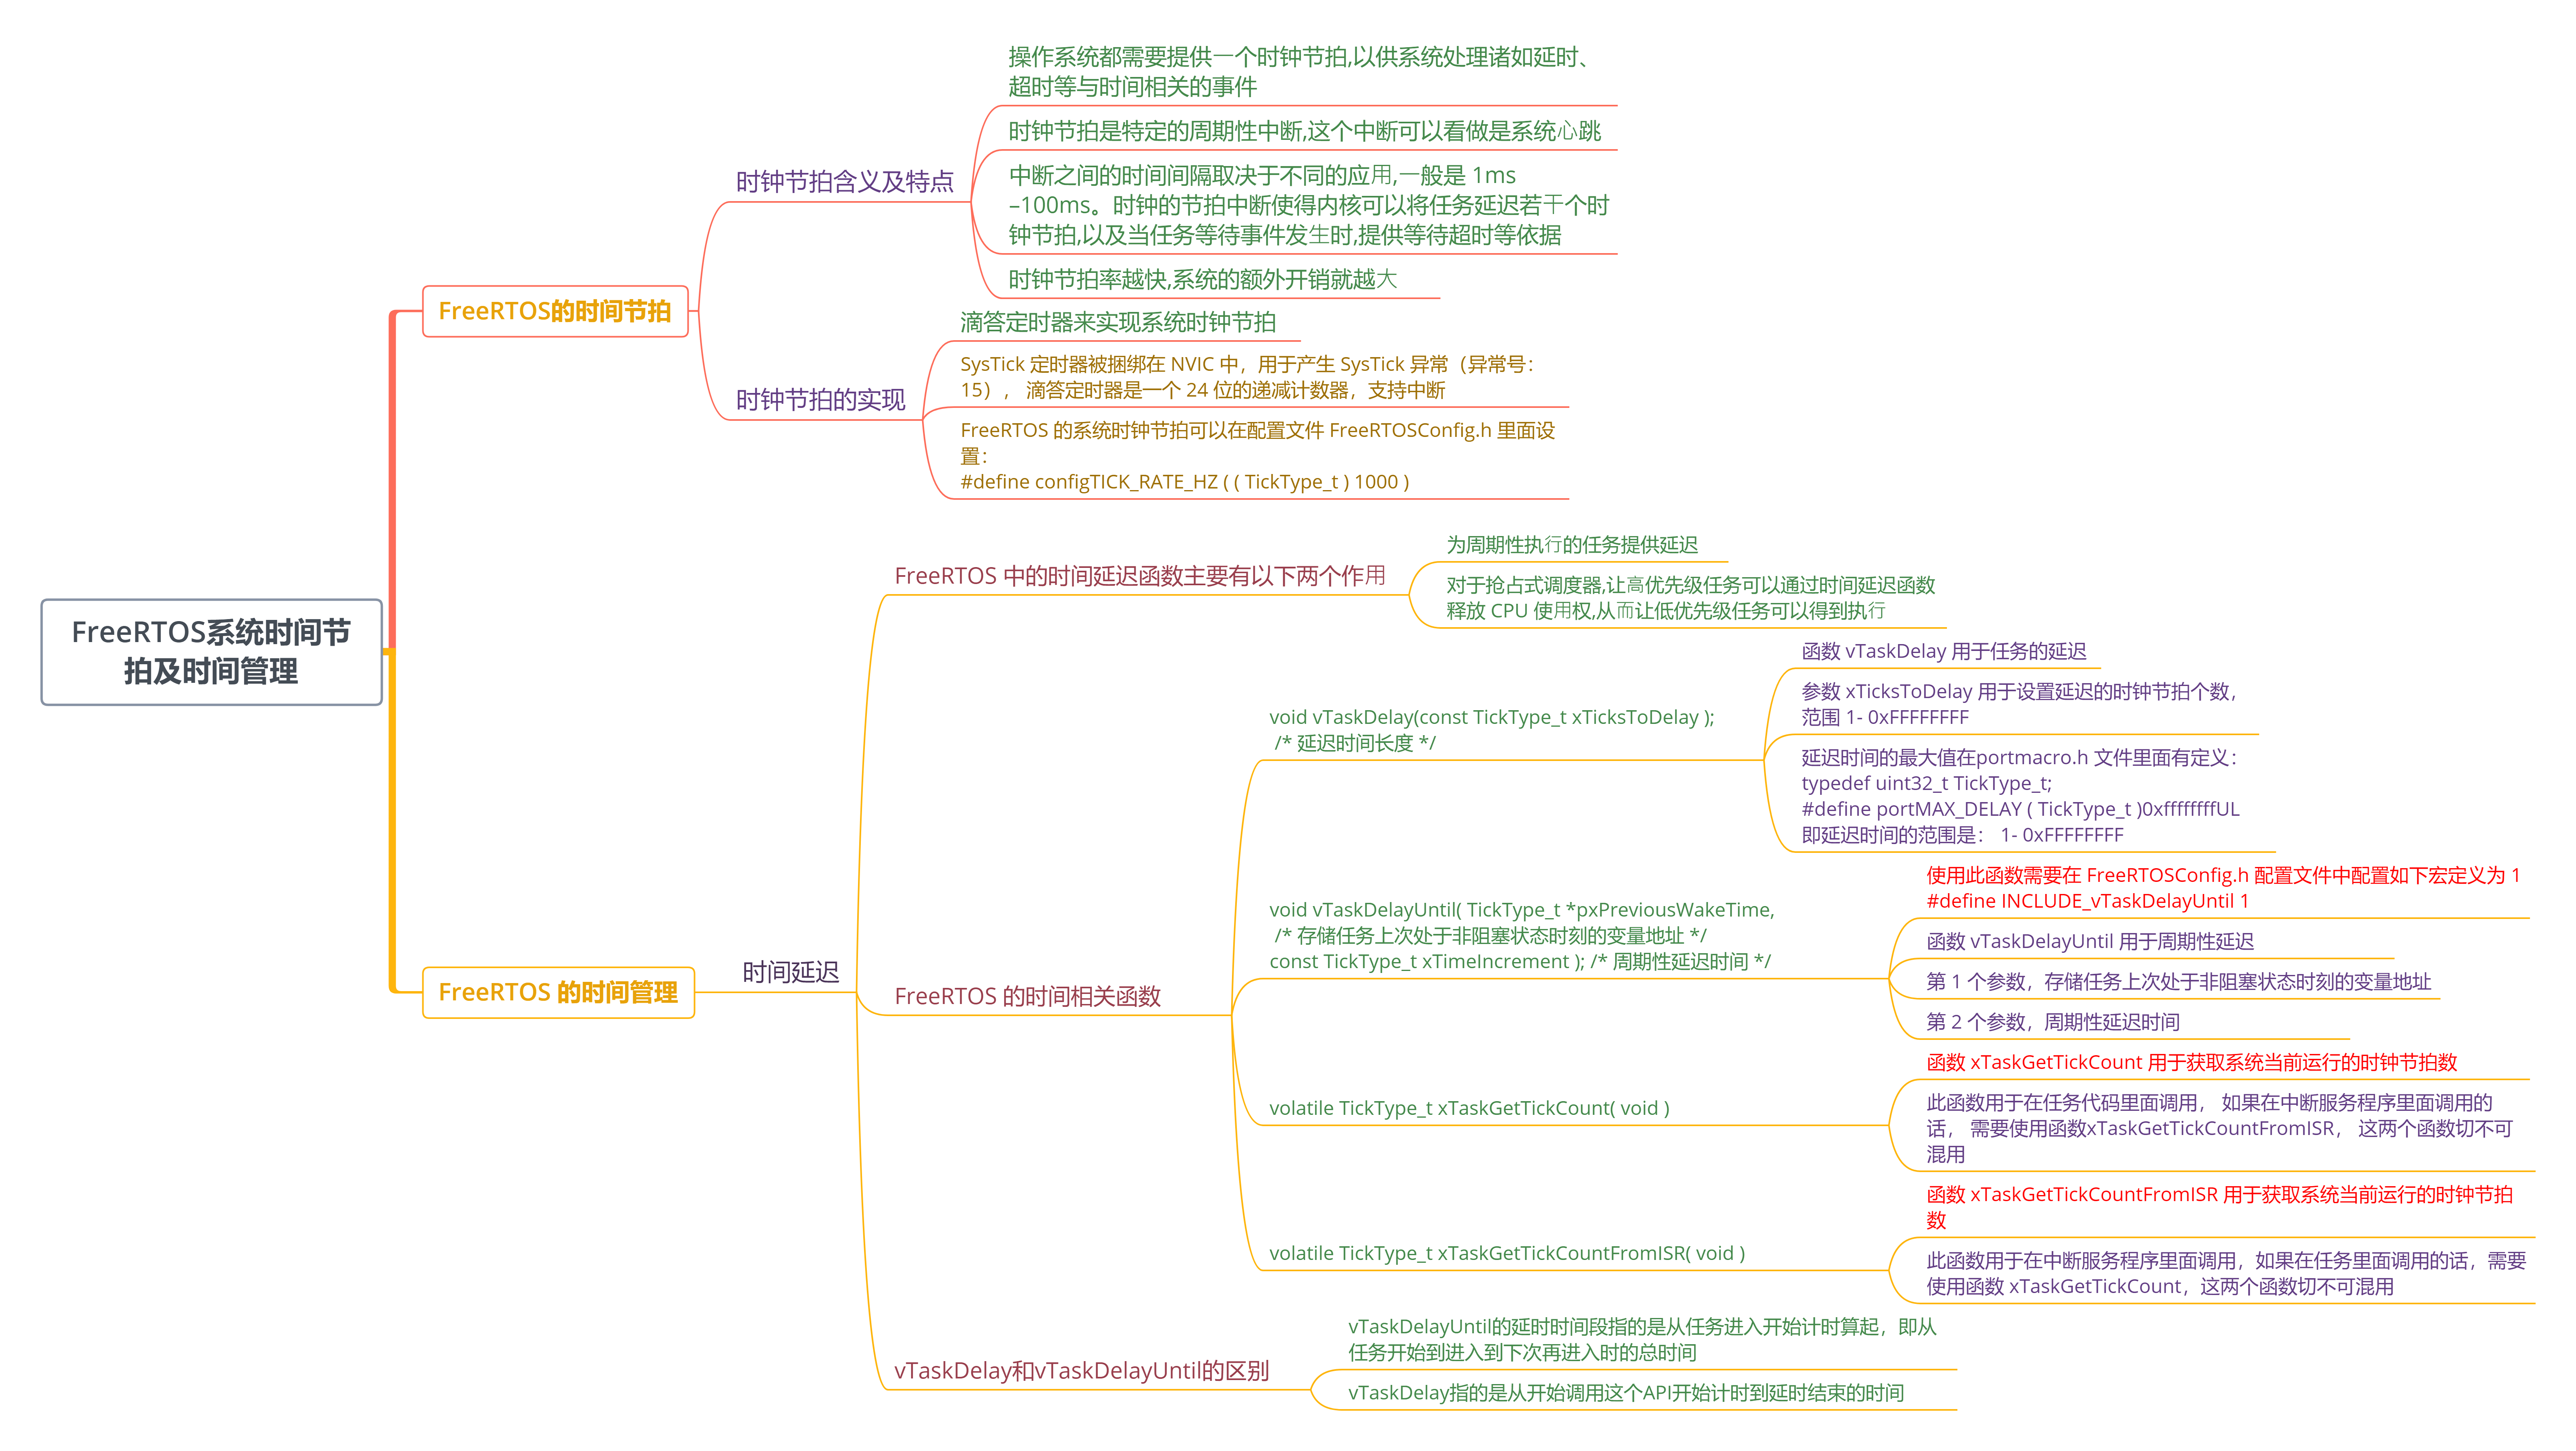 FreeRTOS系统时间节
拍及时间管理
FreeRTOS的时间节拍
时钟节拍含义及特点
操作系统都需要提供一个时钟节拍,以供系统处理诸如延时、
超时等与时间相关的事件
时钟节拍是特定的周期性中断,这个中断可以看做是系统心跳
中断之间的时间间隔取决于不同的应用,一般是 1ms
–100ms。时钟的节拍中断使得内核可以将任务延迟若干个时
钟节拍,以及当任务等待事件发生时,提供等待超时等依据
时钟节拍率越快,系统的额外开销就越大
时钟节拍的实现
滴答定时器来实现系统时钟节拍
SysTick 定时器被捆绑在 NVIC 中，用于产生 SysTick 异常（异常号：
15）， 滴答定时器是一个 24 位的递减计数器，支持中断
FreeRTOS 的系统时钟节拍可以在配置文件 FreeRTOSConfig.h 里面设
置：
#define configTICK_RATE_HZ ( ( TickType_t ) 1000 )
FreeRTOS 的时间管理
时间延迟
FreeRTOS 中的时间延迟函数主要有以下两个作用
为周期性执行的任务提供延迟
对于抢占式调度器,让高优先级任务可以通过时间延迟函数
释放 CPU 使用权,从而让低优先级任务可以得到执行
FreeRTOS 的时间相关函数
void vTaskDelay(const TickType_t xTicksToDelay );
/* 延迟时间长度 */
函数 vTaskDelay 用于任务的延迟
参数 xTicksToDelay 用于设置延迟的时钟节拍个数，
范围 1- 0xFFFFFFFF
延迟时间的最大值在portmacro.h 文件里面有定义：
typedef uint32_t TickType_t;
#define portMAX_DELAY ( TickType_t )0xffffffffUL
即延迟时间的范围是： 1- 0xFFFFFFFF
void vTaskDelayUntil( TickType_t *pxPreviousWakeTime,
/* 存储任务上次处于非阻塞状态时刻的变量地址 */
const TickType_t xTimeIncrement ); /* 周期性延迟时间 */
使用此函数需要在 FreeRTOSConfig.h 配置文件中配置如下宏定义为 1
#define INCLUDE_vTaskDelayUntil 1
函数 vTaskDelayUntil 用于周期性延迟
第 1 个参数，存储任务上次处于非阻塞状态时刻的变量地址
第 2 个参数，周期性延迟时间
volatile TickType_t xTaskGetTickCount( void )
函数 xTaskGetTickCount 用于获取系统当前运行的时钟节拍数
此函数用于在任务代码里面调用， 如果在中断服务程序里面调用的
话， 需要使用函数xTaskGetTickCountFromISR， 这两个函数切不可
混用
volatile TickType_t xTaskGetTickCountFromISR( void )
函数 xTaskGetTickCountFromISR 用于获取系统当前运行的时钟节拍
数
此函数用于在中断服务程序里面调用，如果在任务里面调用的话，需要
使用函数 xTaskGetTickCount，这两个函数切不可混用
vTaskDelay和vTaskDelayUntil的区别
vTaskDelayUntil的延时时间段指的是从任务进入开始计时算起，即从
任务开始到进入到下次再进入时的总时间
vTaskDelay指的是从开始调用这个API开始计时到延时结束的时间